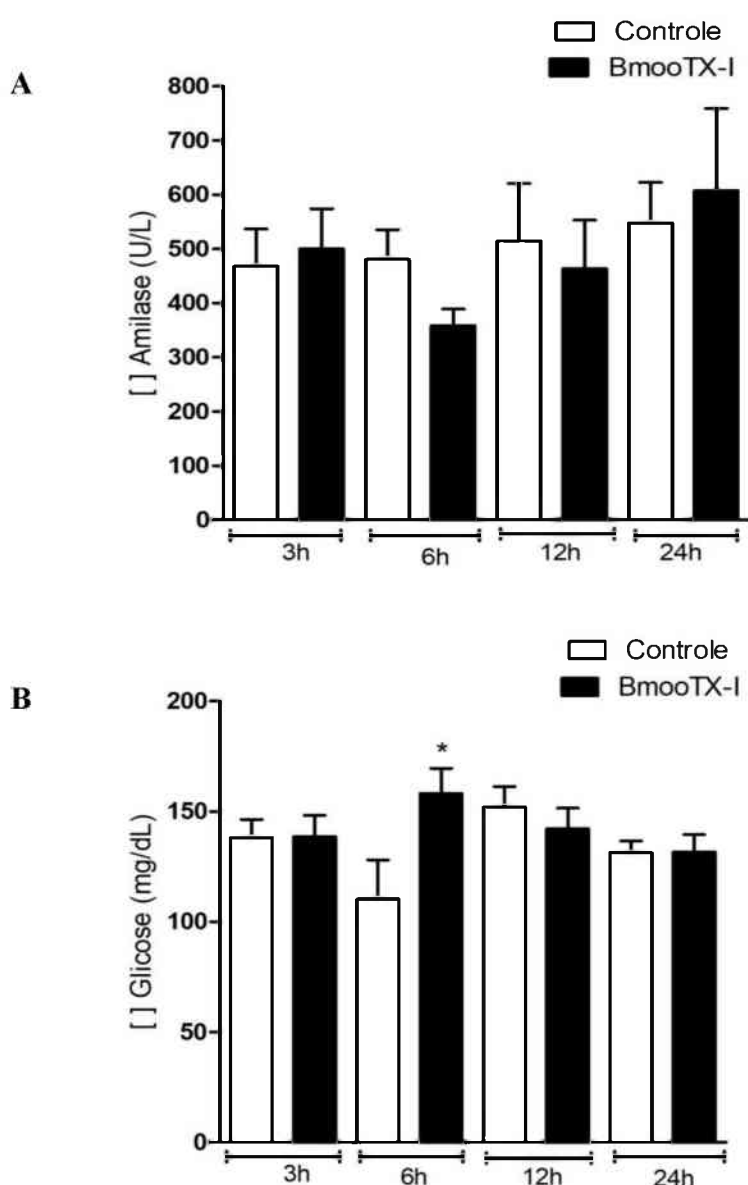 Controle
BmooTX-I
A
800
700
600
500
400
300
200
100
0
[ ] Amilase (U/L)
3h 6h 12h 24h
Controle
BmooTX-I
B
200
150
100
50
0
[ ] Glicose (mg/dL)
*
3h 6h 12h 24h